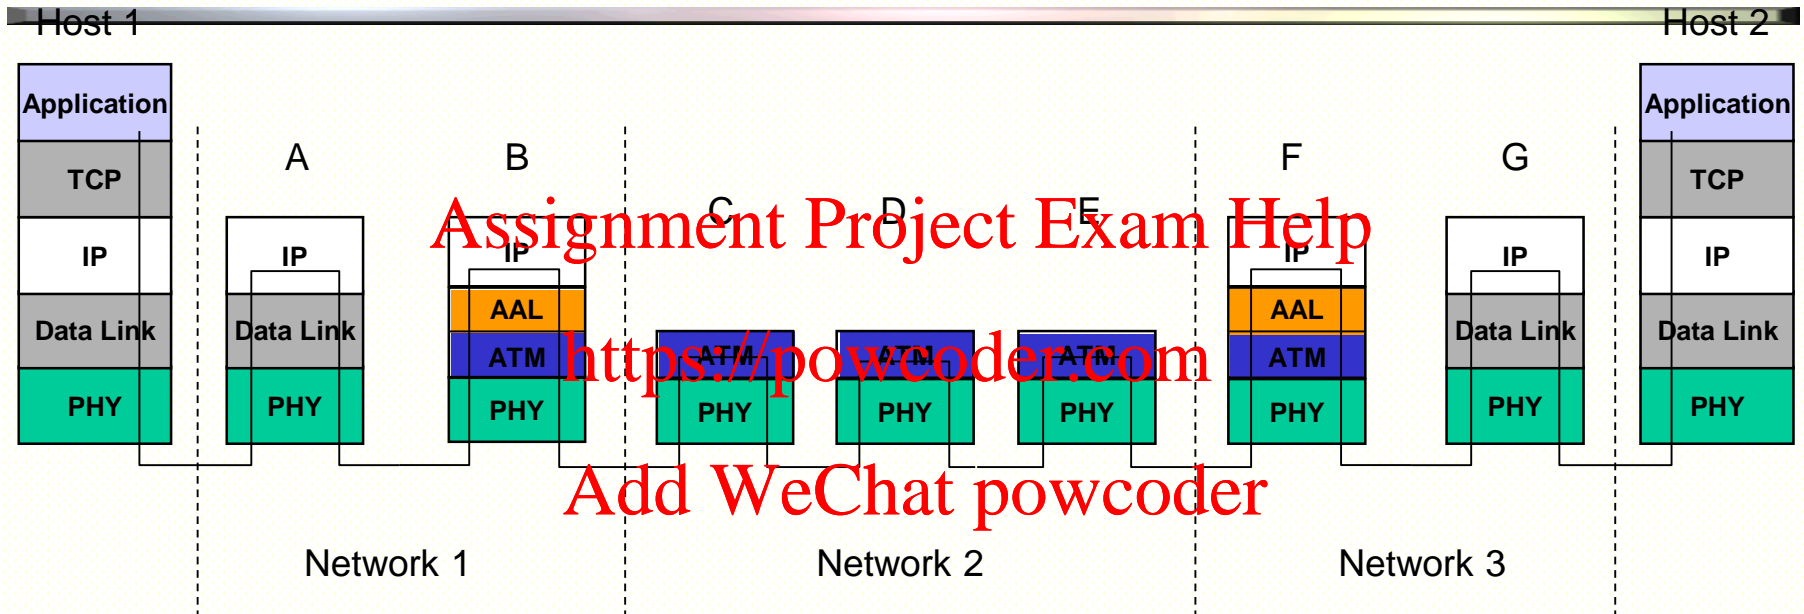 Host 1 Host 2
Application Application
A B F G
TCP TCP
C D E
Assignment Project Exam Help
IP IP IP IP IP IP
AAL AAL
Data Link Data Link Data Link Data Link
ATM ATM ATM ATM ATM
https://powcoder.com
PHY PHY PHY PHY PHY PHY PHY PHY PHY
Add WeChat powcoder
Network 1 Network 2 Network 3